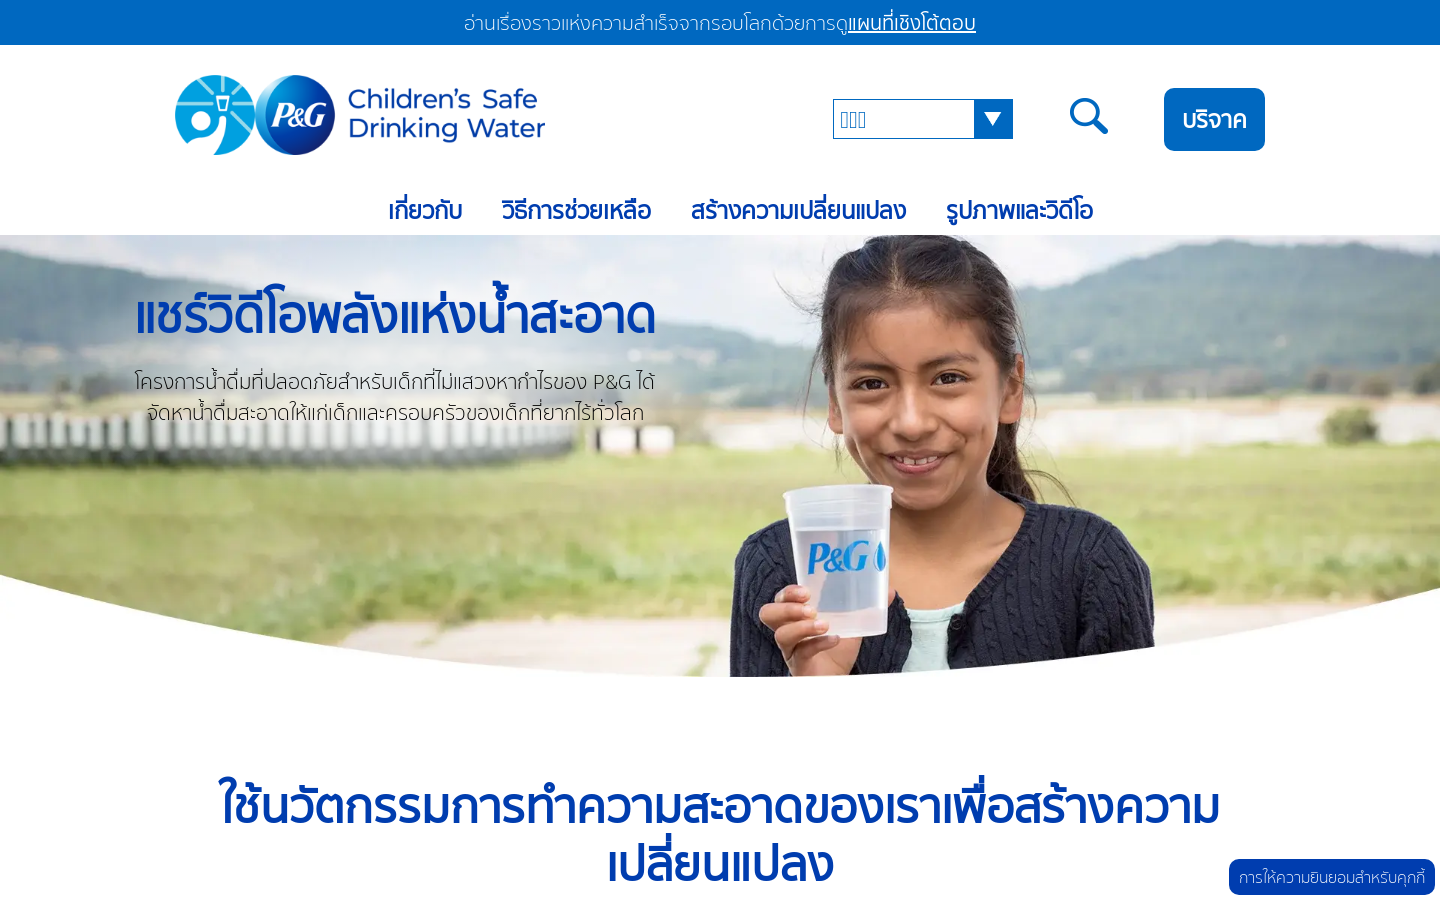 อ่านเรื่องราวแห่งความสำเร็จจากรอบโลกด้วยการดูแผนที่เชิงโต้ตอบ
P&G
Children's Safe
Drinking Water
บริจาค
เกี่ยวกับ
วิธีการช่วยเหลือ
สร้างความเปลี่ยนแปลง
รูปภาพและวิดีโอ
แชร์วิดีโอพลังแห่งน้ำสะอาด
โครงการน้ำดื่มที่ปลอดภัยสำหรับเด็กที่ไม่แสวงหากำไรของ P&G ได้
จัดหาน้ำดื่มสะอาดให้แก่เด็กและครอบครัวของเด็กที่ยากไร้ทั่วโลก
P&G
ใช้นวัตกรรมการทำความสะอาดของเราเพื่อสร้างความ
เปลี่ยนแปลง
การให้ความยินยอมสำหรับคุกกี้